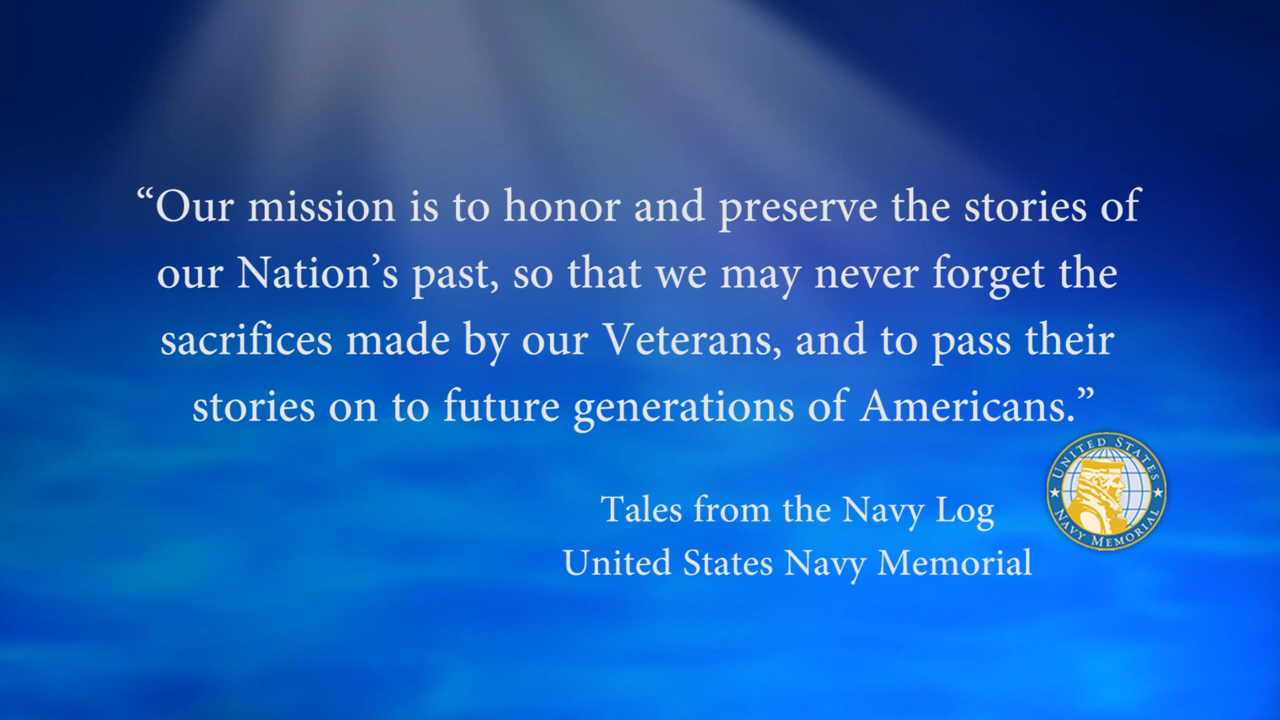 “Our mission is to honor and preserve the stories of
our Nation’s past, so that we may never forget the
sacrifices made by our Veterans, and to pass their
stories on to future generations of Americans.”
Tales from the Navy Log
United States Navy Memorial
UNITED STATES
NAVY MEMORIAL